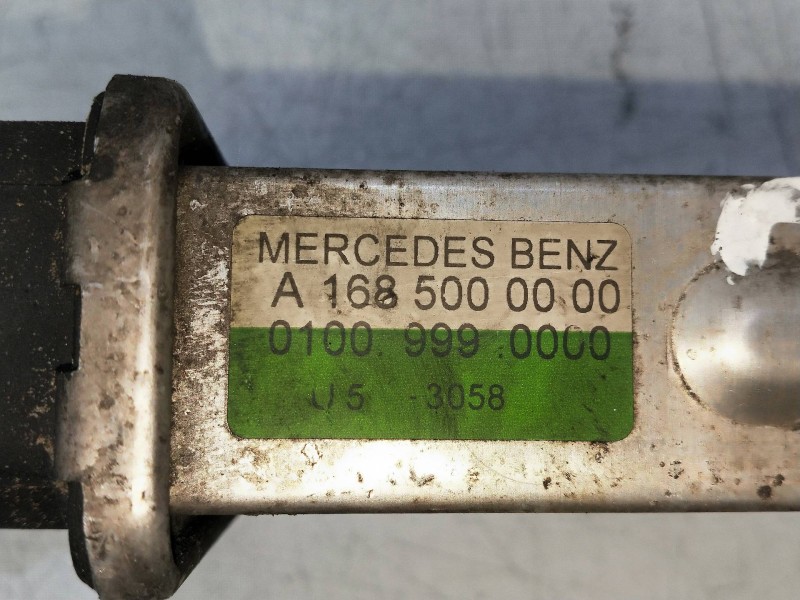 MERCEDES BENZ
A 168 500 00 00
0100. 999 .0000
-3058